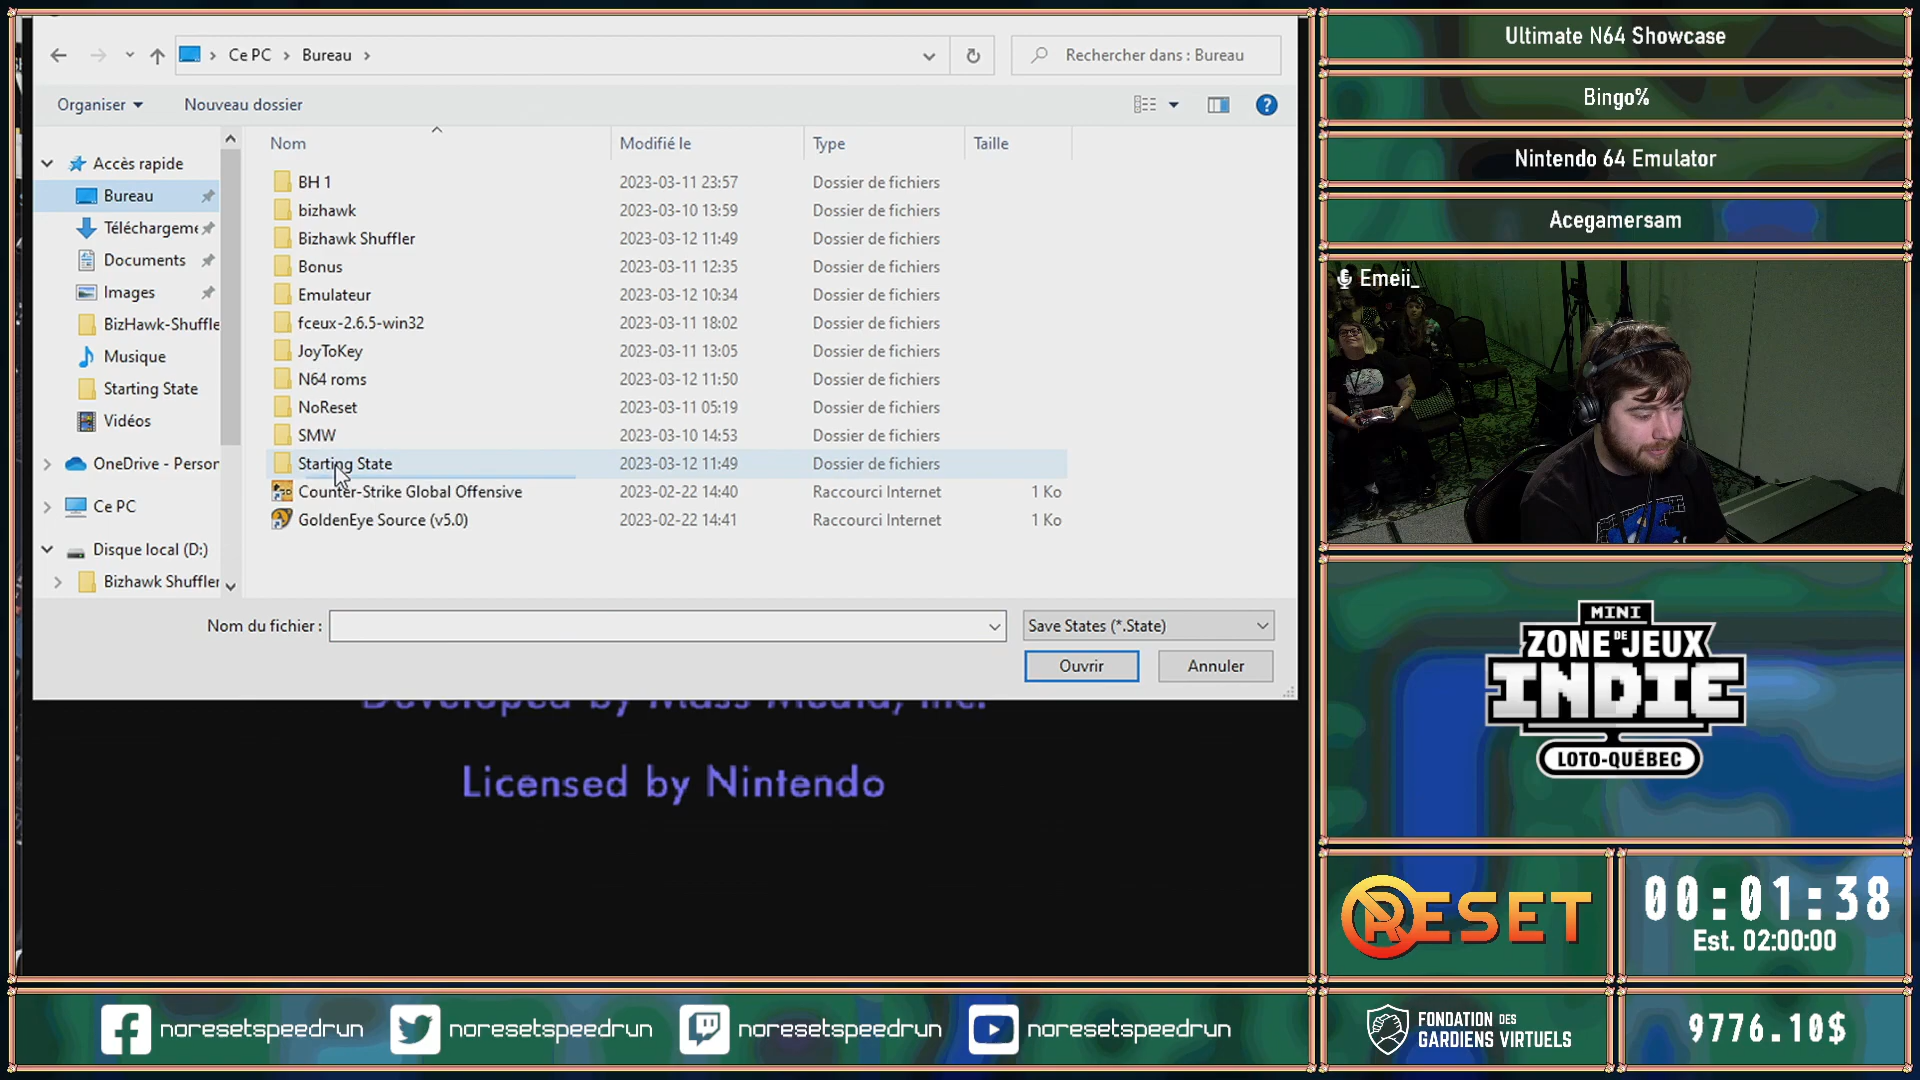 Ce PC
Bureau
Rechercher dans : Bureau
Organiser
Nouveau dossier
Nom
Modifié le
Type
Taille
Accès rapide
Bureau
Téléchargeme
Documents
Images
BizHawk-Shuffle
Musique
Starting State
Vidéos
OneDrive - Person
Ce PC
Disque local (D:)
Bizhawk Shuffler
BH 1 2023-03-11 23:57 Dossier de fichiers
bizhawk 2023-03-10 13:59 Dossier de fichiers
Bizhawk Shuffler 2023-03-12 11:49 Dossier de fichiers
Bonus 2023-03-11 12:35 Dossier de fichiers
Emulateur 2023-03-12 10:34 Dossier de fichiers
fceux-2.6.5-win32 2023-03-11 18:02 Dossier de fichiers
JoyToKey 2023-03-11 13:05 Dossier de fichiers
N64 roms 2023-03-12 11:50 Dossier de fichiers
NoReset 2023-03-11 05:19 Dossier de fichiers
SMW 2023-03-10 14:53 Dossier de fichiers
Starting State 2023-03-12 11:49 Dossier de fichiers
Counter-Strike Global Offensive 2023-02-22 14:40 Raccourci Internet 1 Ko
GoldenEye Source (v5.0) 2023-02-22 14:41 Raccourci Internet 1 Ko
Nom du fichier :
Save States (*.State)
Ouvrir
Annuler
Developed by Mass Media, Inc.
Licensed by Nintendo
Ultimate N64 Showcase
Bingo%
Nintendo 64 Emulator
Acegamersam
Emeii_
MINI
ZONE DE JEUX
INDIE
LOTO-QUÉBEC
RESET
00:01:38
Est. 02:00:00
noresetspeedrun
noresetspeedrun
noresetspeedrun
noresetspeedrun
FONDATION DES
GARDIENS VIRTUELS
9776.10$